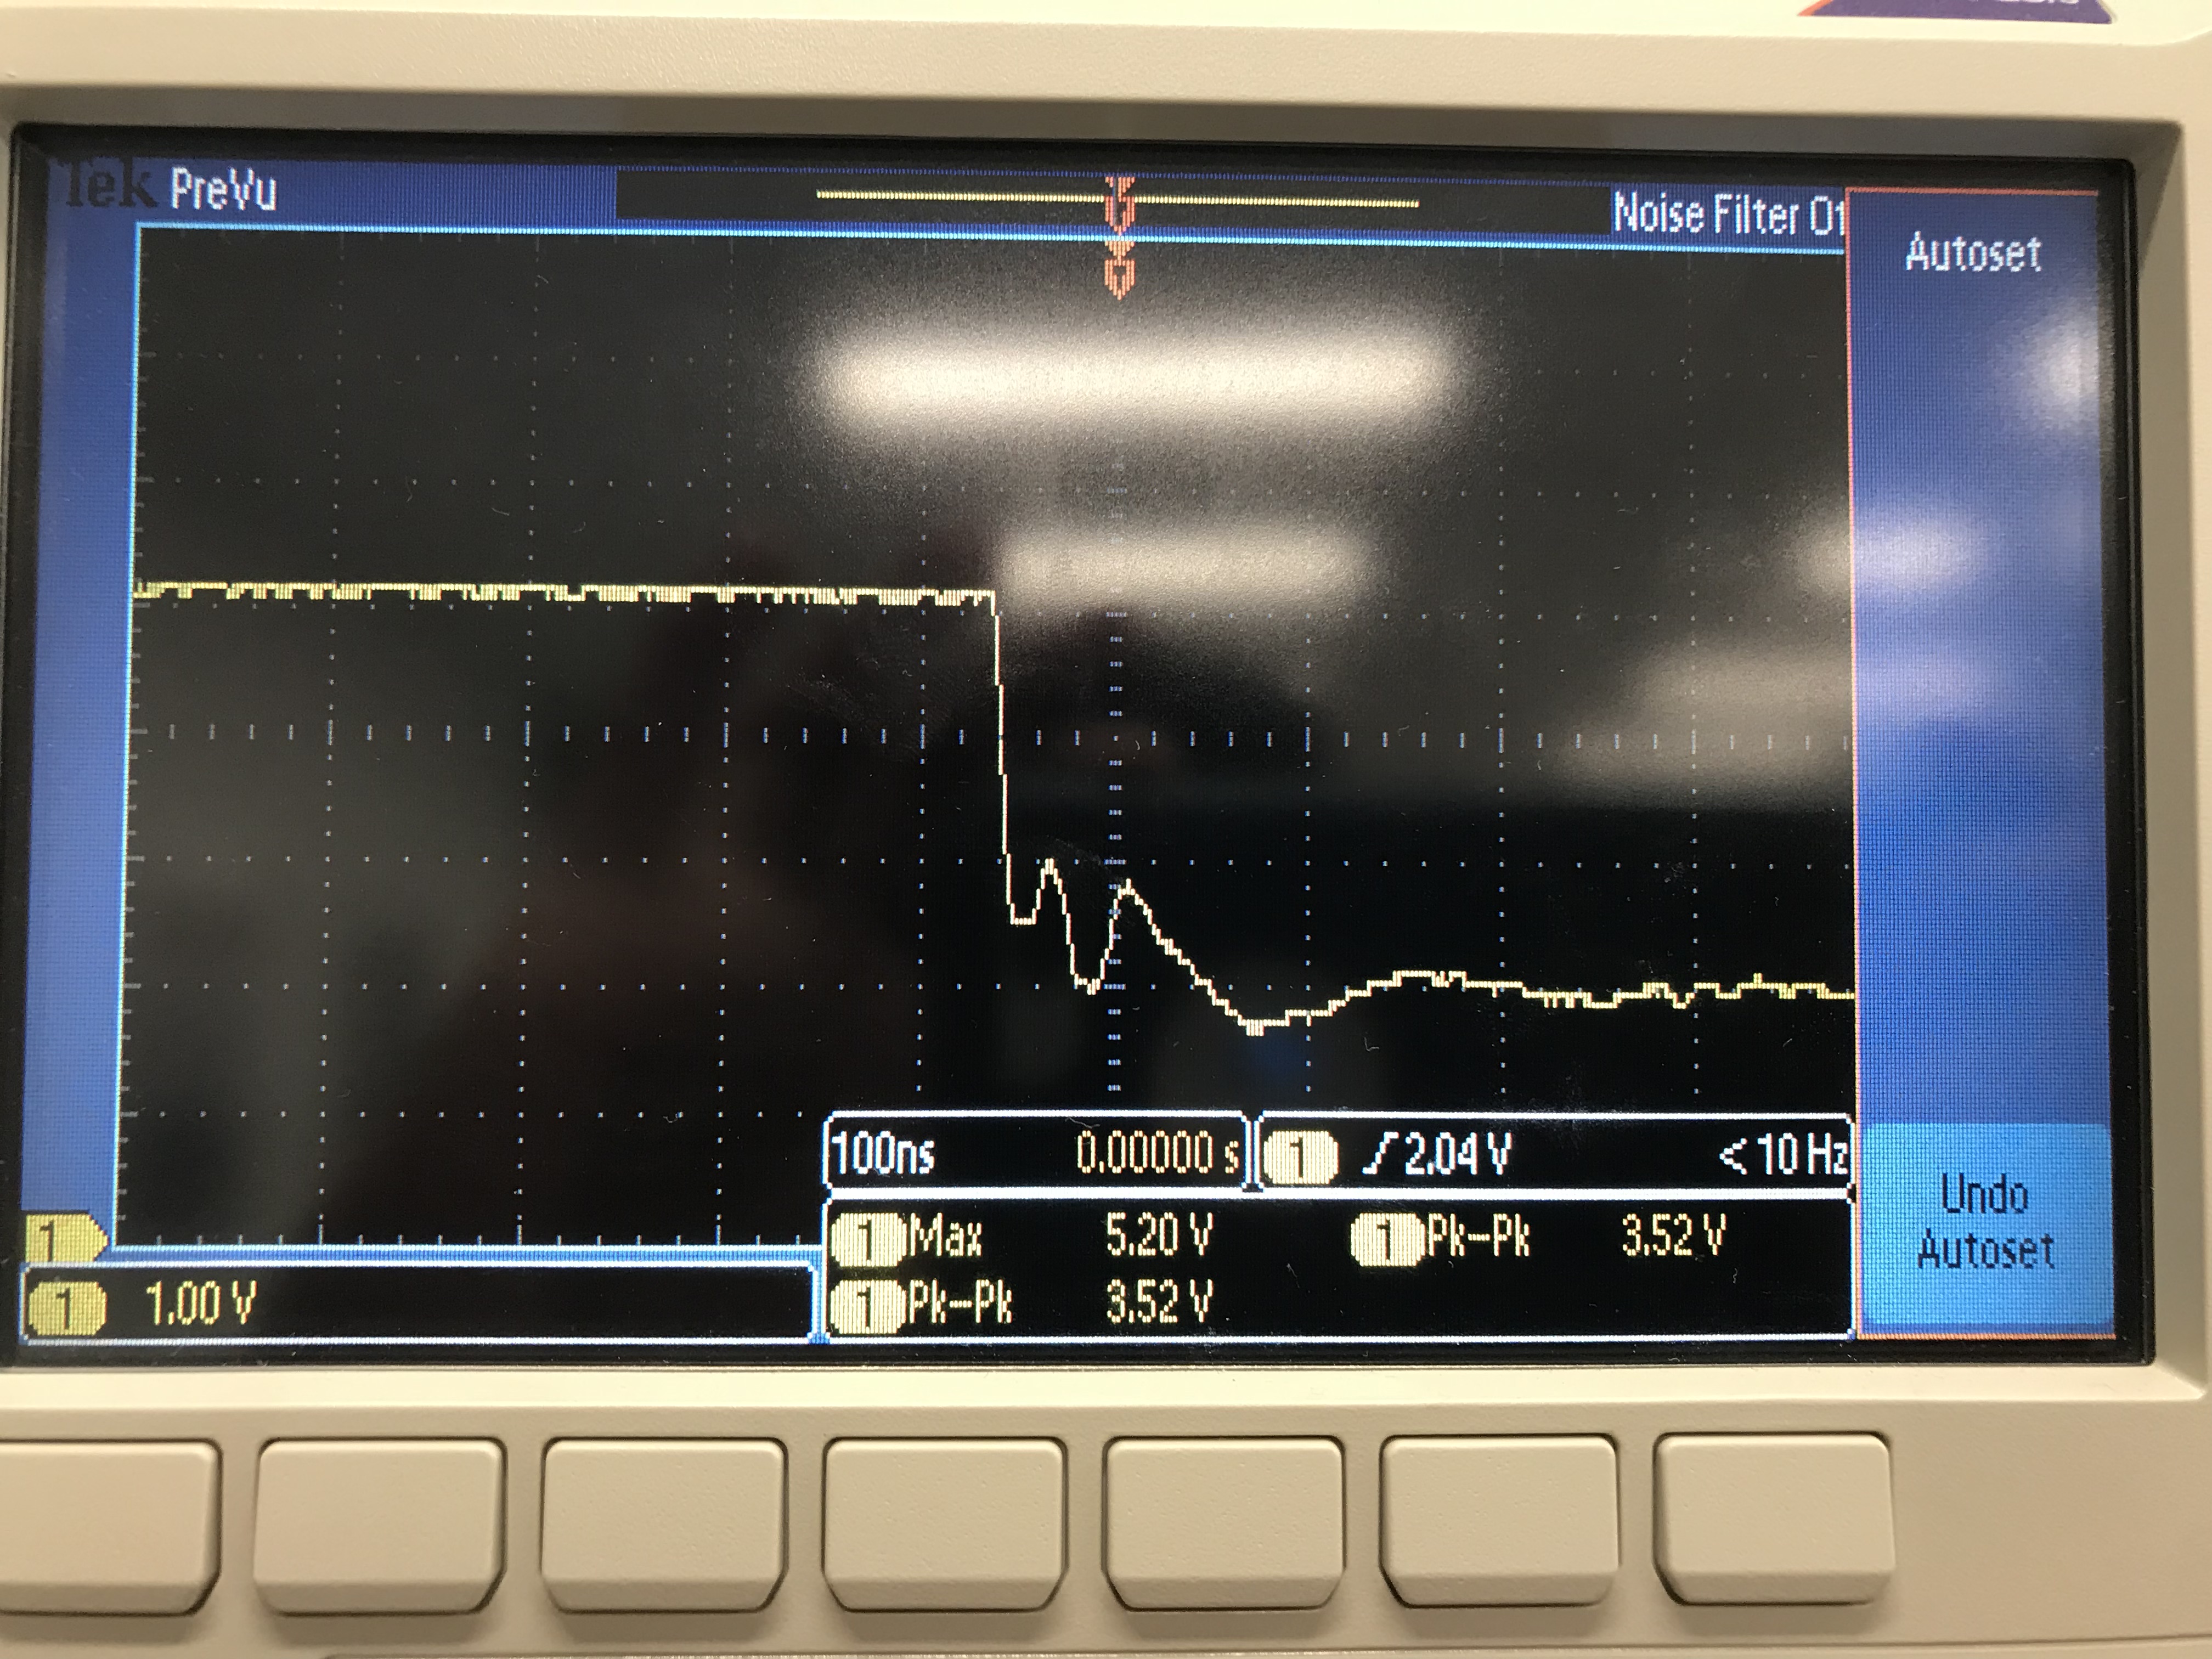 Tek PreVu
Noise Filter Of
Autoset
100ns 0.00000 s
1 2.04 V <10 Hz
1 Max 5.20 V 1 Pk-Pk 3.52 V
1 Pk-Pk 3.52 V
1
1 1.00 V
Undo
Autoset